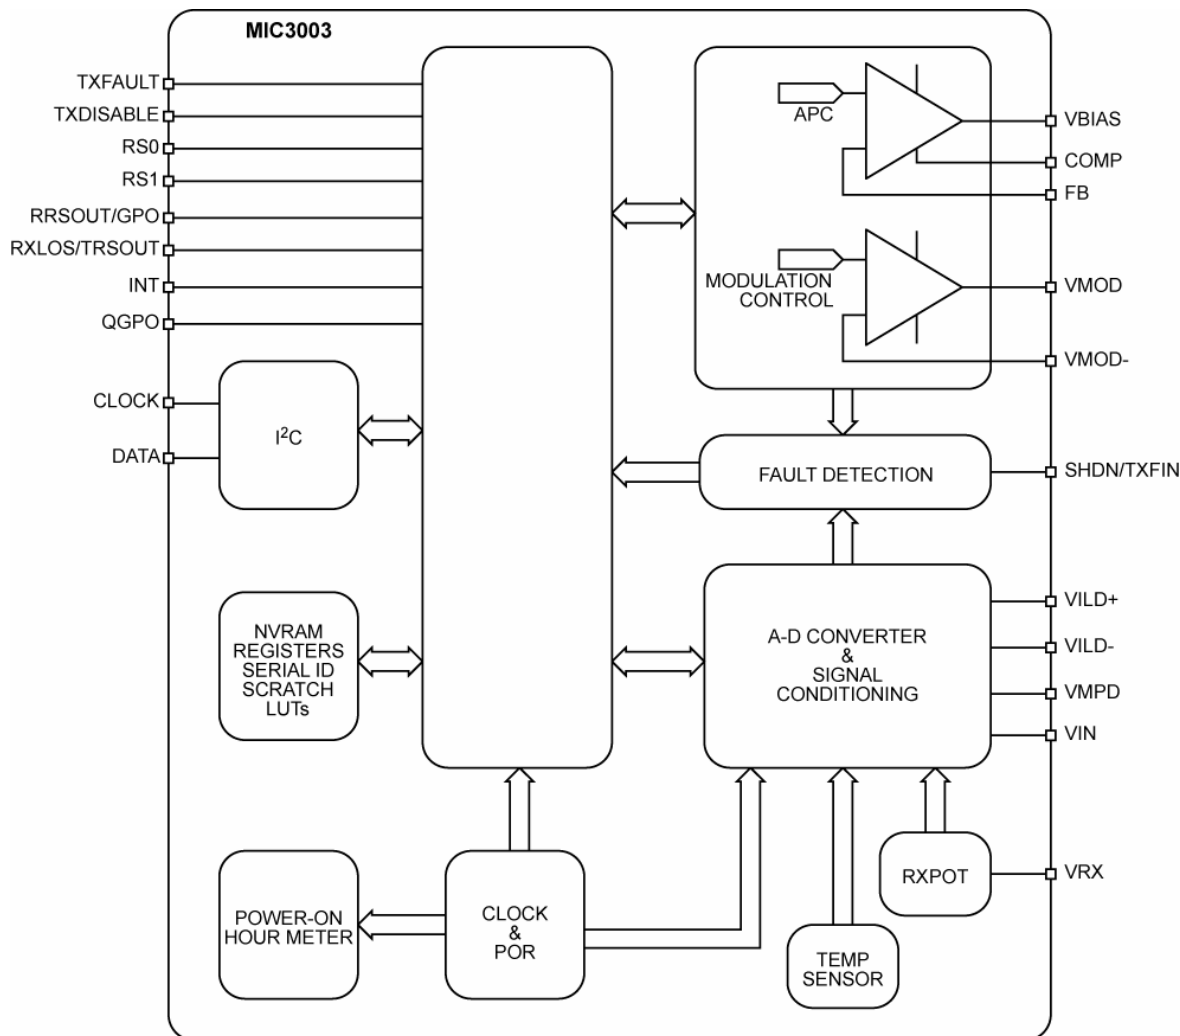 MIC3003
TXFAULT
TXDISABLE
RS0
RS1
RRSOUT/GPO
RXLOS/TRSOUT
INT
QGPO
CLOCK
DATA
I²C
NVRAM
REGISTERS
SERIAL ID
SCRATCH
LUTs
POWER-ON
HOUR METER
CLOCK
&
POR
APC
MODULATION
CONTROL
FAULT DETECTION
A-D CONVERTER
&
SIGNAL
CONDITIONING
RXPOT
TEMP
SENSOR
VBIAS
COMP
FB
VMOD
VMOD-
SHDN/TXFIN
VILD+
VILD-
VMPD
VIN
VRX